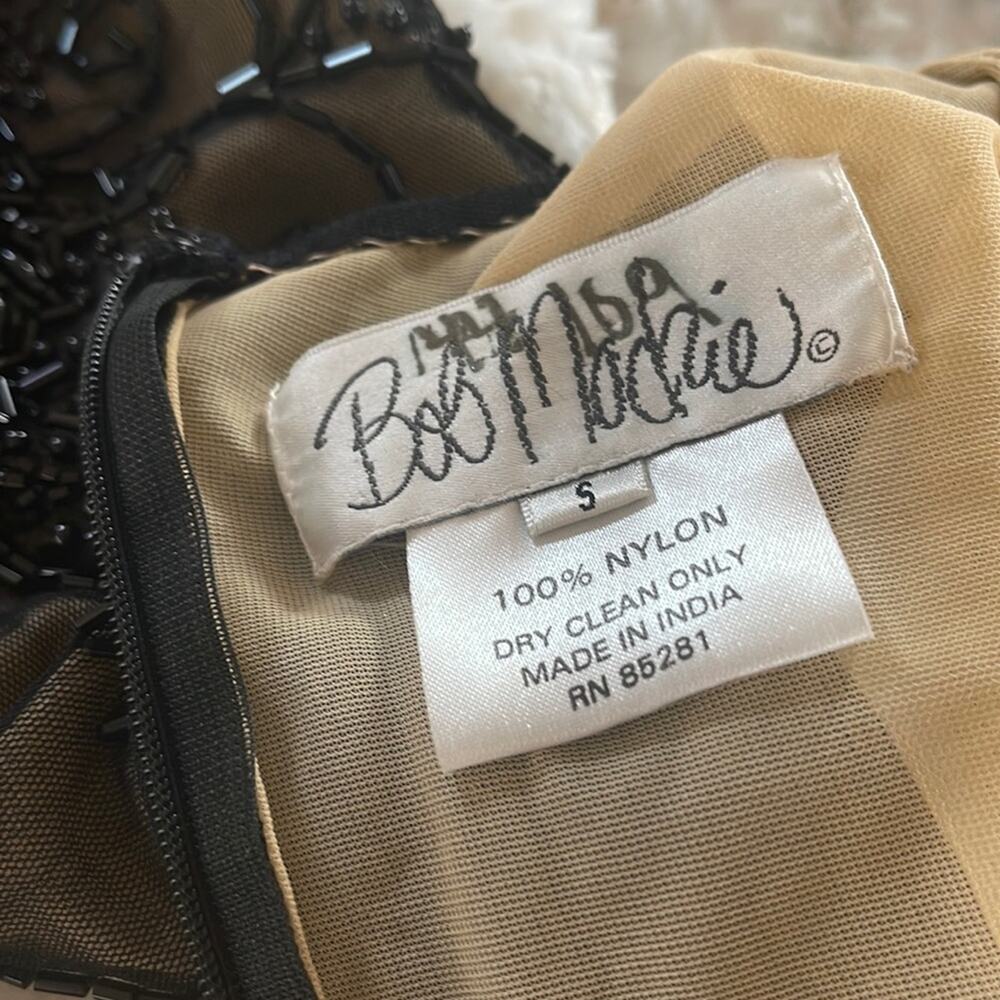 Bob Mackie ©
S
100% NYLON
DRY CLEAN ONLY
MADE IN INDIA
RN 85281